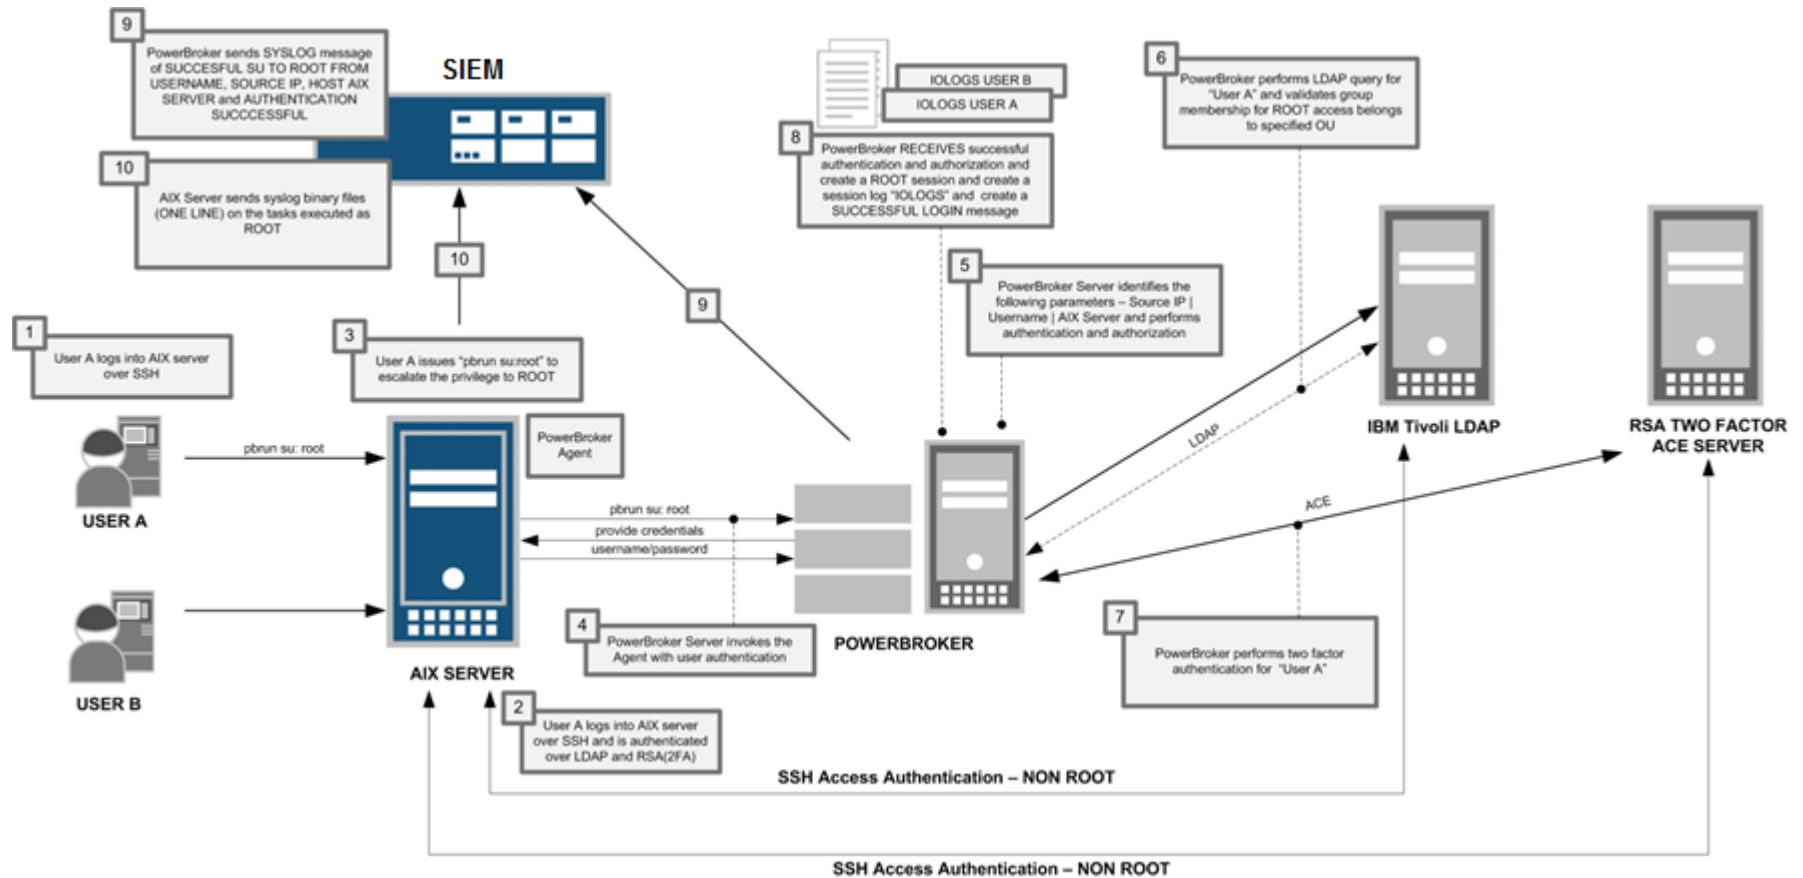 9
PowerBroker sends SYSLOG message
of SUCCESFUL SU TO ROOT FROM
USERNAME, SOURCE IP, HOST AIX
SERVER and AUTHENTICATION
SUCCCESSFUL
SIEM
10
AIX Server sends syslog binary files
(ONE LINE) on the tasks executed as
ROOT
10
9
IOLOGS USER B
IOLOGS USER A
8
PowerBroker RECEIVES successful
authentication and authorization and
create a ROOT session and create a
session log "IOLOGS" and create a
SUCCESSFUL LOGIN message
6
PowerBroker performs LDAP query for
"User A" and validates group
membership for ROOT access belongs
to specified OU
5
PowerBroker Server identifies the
following parameters – Source IP |
Username | AIX Server and performs
authentication and authorization
1
User A logs into AIX server
over SSH
3
User A issues "pbrun su:root" to
escalate the privilege to ROOT
PowerBroker
Agent
pbrun su: root
USER A
USER B
AIX SERVER
pbrun su: root
provide credentials
username/password
4
PowerBroker Server invokes the
Agent with user authentication
POWERBROKER
LDAP
ACE
IBM Tivoli LDAP
RSA TWO FACTOR
ACE SERVER
7
PowerBroker performs two factor
authentication for "User A"
2
User A logs into AIX server
over SSH and is authenticated
over LDAP and RSA(2FA)
SSH Access Authentication – NON ROOT
SSH Access Authentication – NON ROOT